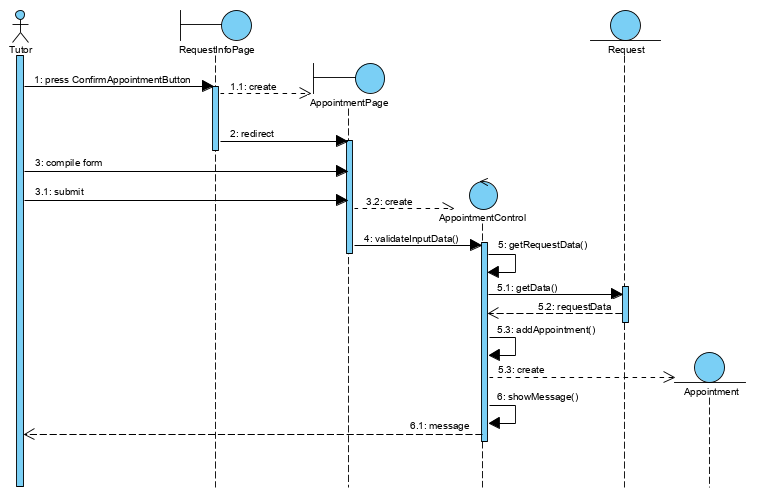 Tutor
RequestInfoPage
Request
1: press ConfirmAppointmentButton
1.1: create
AppointmentPage
2: redirect
3: compile form
3.1: submit
3.2: create
AppointmentControl
4: validateInputData()
5: getRequestData()
5.1: getData()
5.2: requestData
5.3: addAppointment()
5.3: create
Appointment
6: showMessage()
6.1: message